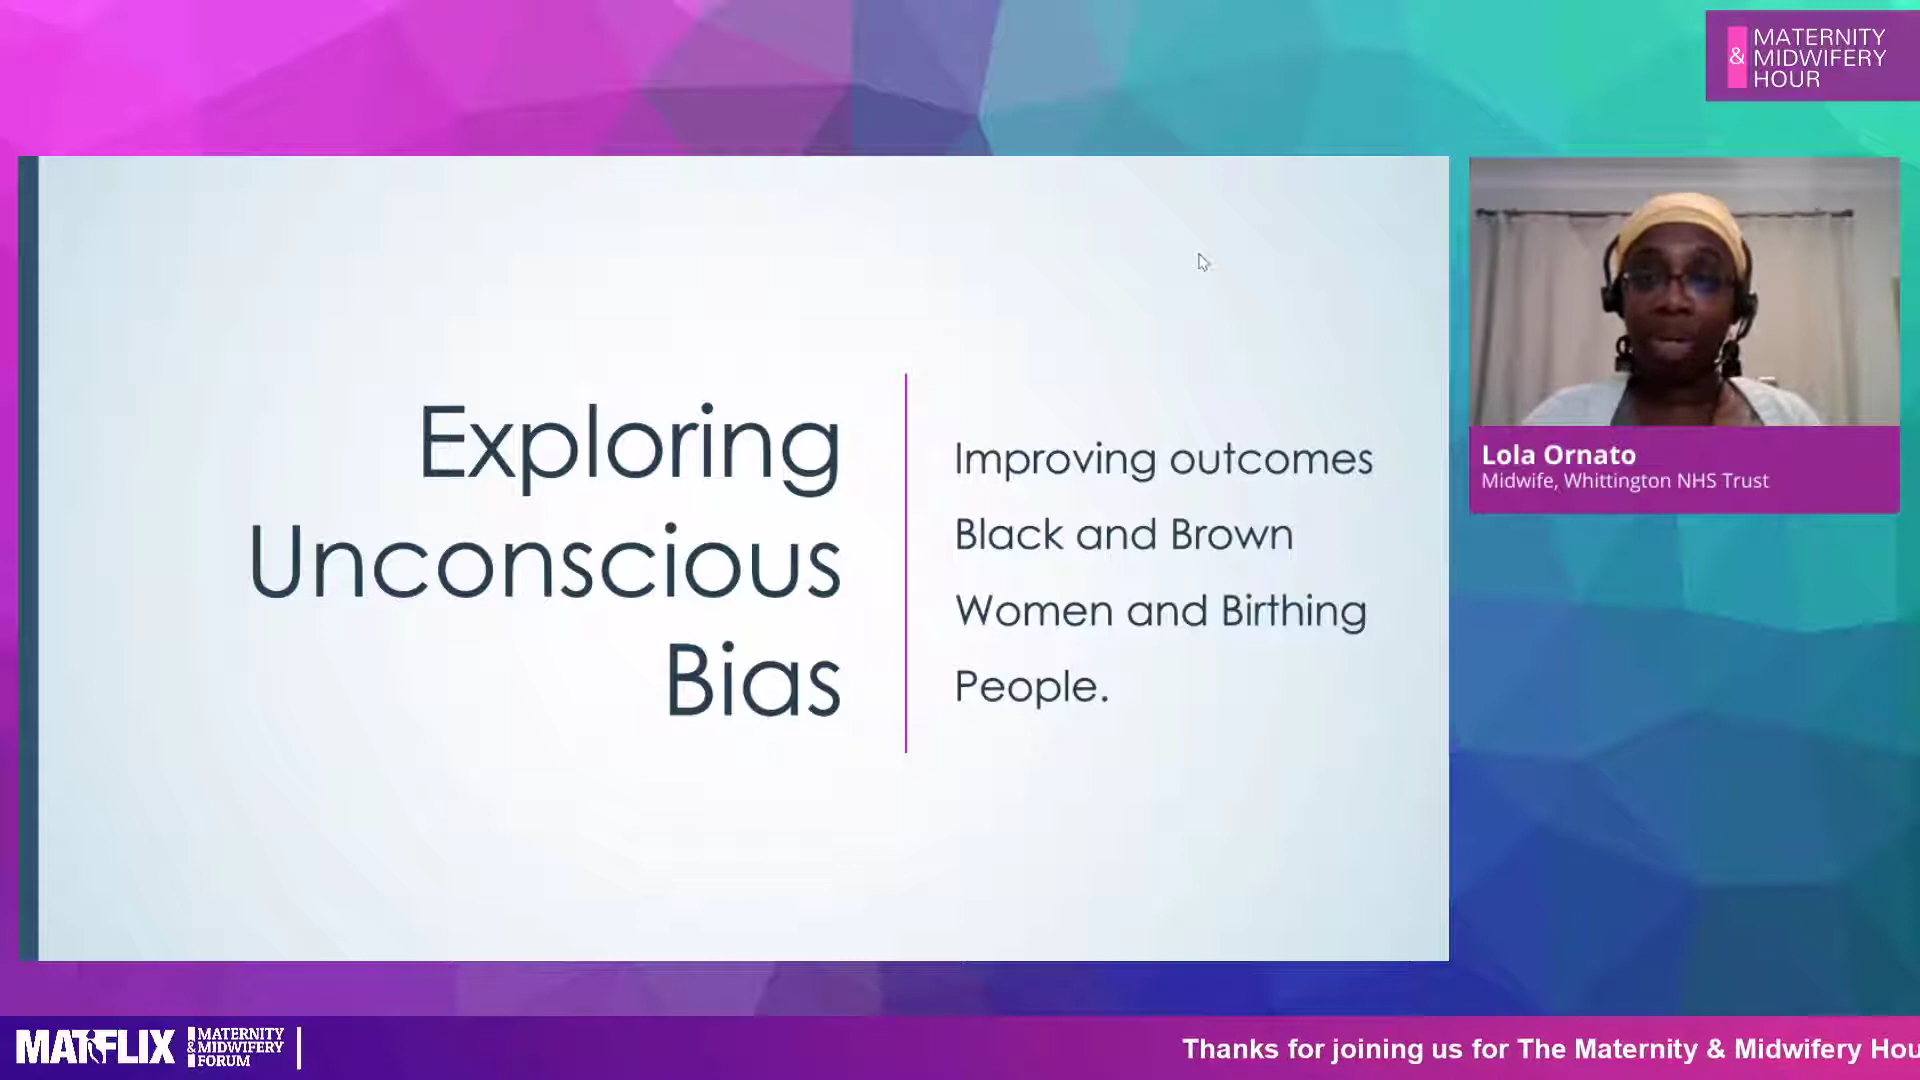 MATERNITY
& MIDWIFERY
HOUR
Exploring
Unconscious
Bias
Improving outcomes
Black and Brown
Women and Birthing
People.
Lola Ornato
Midwife, Whittington NHS Trust
MATFLIX
MATERNITY
& MIDWIFERY
FORUM
Thanks for joining us for The Maternity & Midwifery Hou